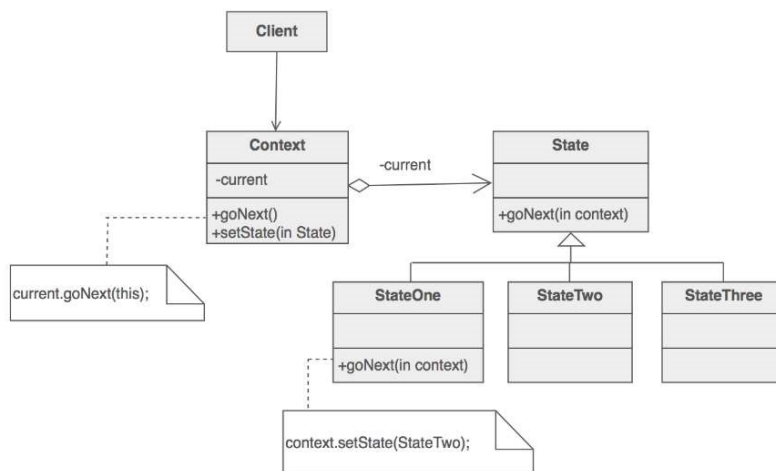 Client
Context
-current
+goNext()
+setState(in State)
-current
State
+goNext(in context)
current.goNext(this);
StateOne
+goNext(in context)
StateTwo
StateThree
context.setState(StateTwo);